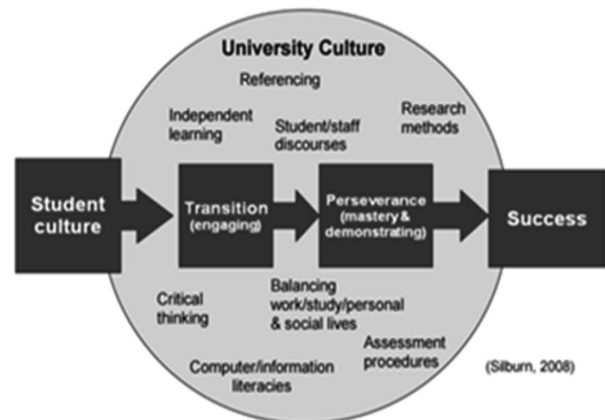 University Culture
Referencing
Independent
learning
Student/staff
discourses
Research
methods
Student
culture
Transition
(engaging)
Perseverance
(mastery &
demonstrating)
Success
Critical
thinking
Balancing
work/study/personal
& social lives
Assessment
procedures
Computer/information
literacies
(Silburn, 2008)